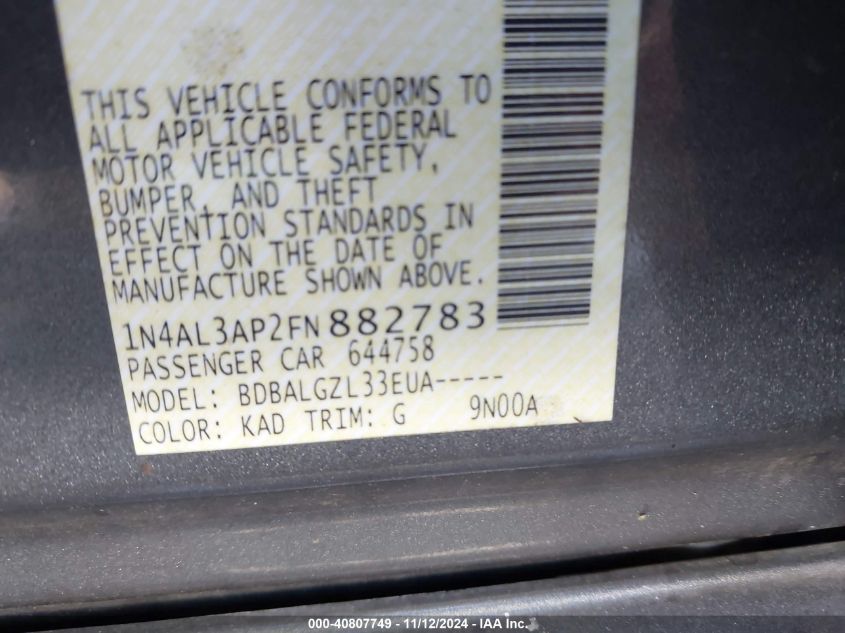 THIS VEHICLE CONFORMS TO
ALL APPLICABLE FEDERAL
MOTOR VEHICLE SAFETY,
BUMPER, AND THEFT
PREVENTION STANDARDS IN
EFFECT ON THE DATE OF
MANUFACTURE SHOWN ABOVE.
1N4AL3AP2FN882783
PASSENGER CAR 644758
MODEL: BDBALGZL33EUA-----
COLOR: KAD TRIM: G 9N00A
000-40807749 - 11/12/2024 - IAA Inc.